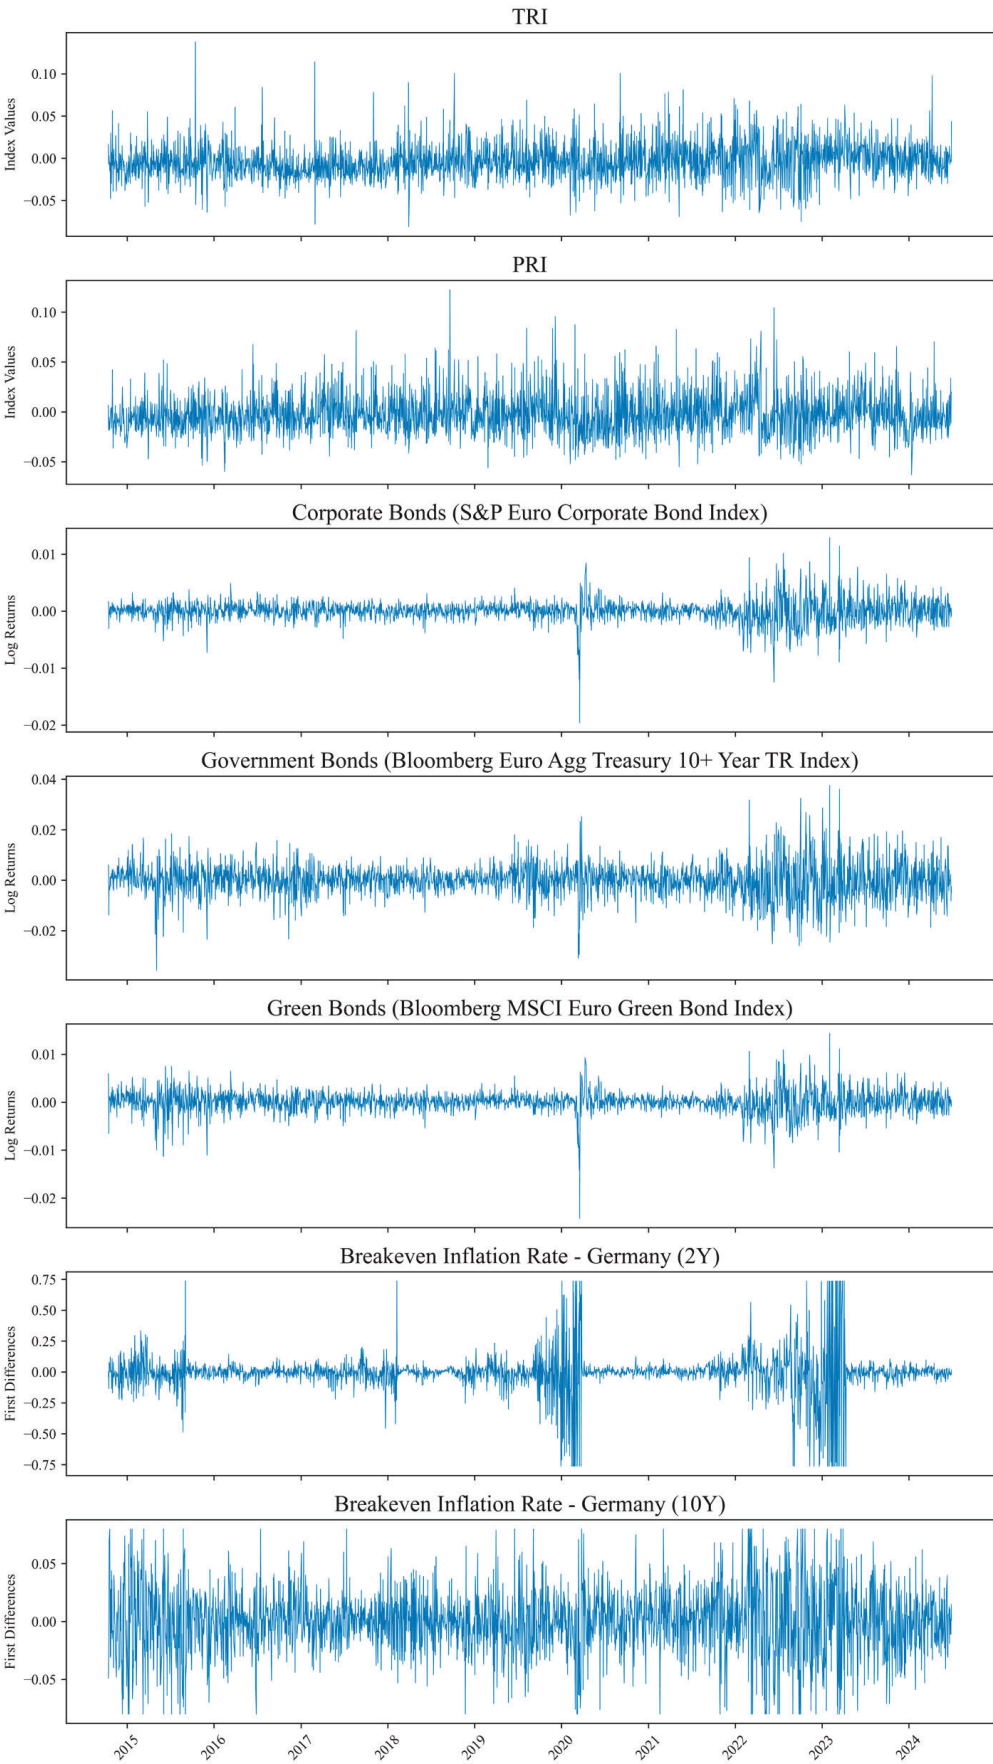 TRI
Index Values
0.10
0.05
0.00
−0.05
PRI
Index Values
0.10
0.05
0.00
−0.05
Corporate Bonds (S&P Euro Corporate Bond Index)
Log Returns
0.01
0.00
−0.01
−0.02
Government Bonds (Bloomberg Euro Agg Treasury 10+ Year TR Index)
Log Returns
0.04
0.02
0.00
−0.02
Green Bonds (Bloomberg MSCI Euro Green Bond Index)
Log Returns
0.01
0.00
−0.01
−0.02
Breakeven Inflation Rate - Germany (2Y)
First Differences
0.75
0.50
0.25
0.00
−0.25
−0.50
−0.75
Breakeven Inflation Rate - Germany (10Y)
First Differences
0.05
0.00
−0.05
2015 2016 2017 2018 2019 2020 2021 2022 2023 2024